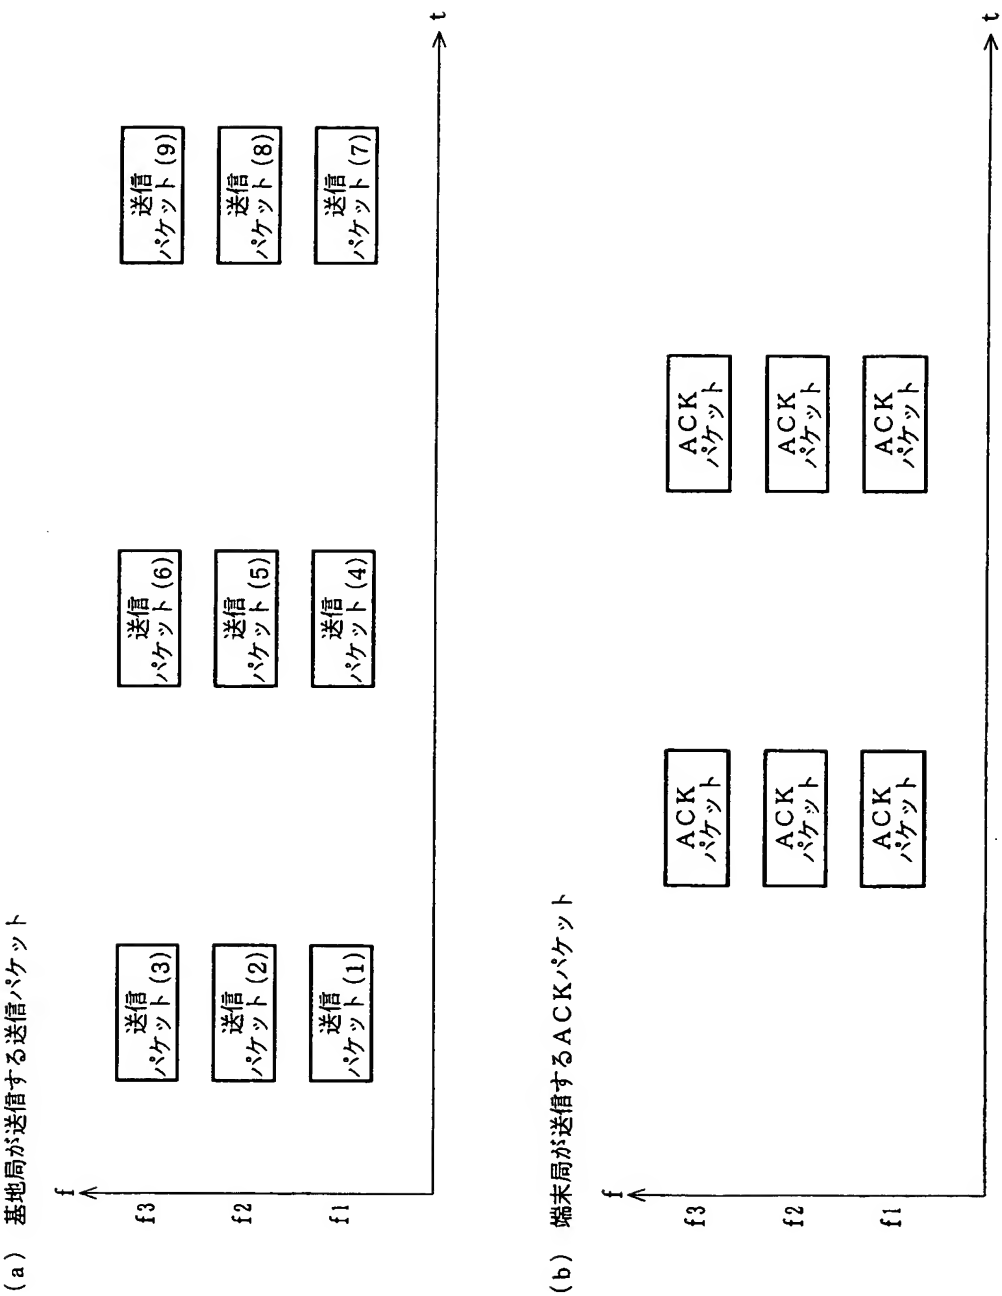 (a) 基地局が送信する送信パケット
f
f3
f2
f1
送信
パケット(3)
送信
パケット(2)
送信
パケット(1)
送信
パケット(6)
送信
パケット(5)
送信
パケット(4)
送信
パケット(9)
送信
パケット(8)
送信
パケット(7)
t
(b) 端末局が送信するACKパケット
f
f3
f2
f1
ACK
パケット
ACK
パケット
ACK
パケット
ACK
パケット
ACK
パケット
ACK
パケット
t